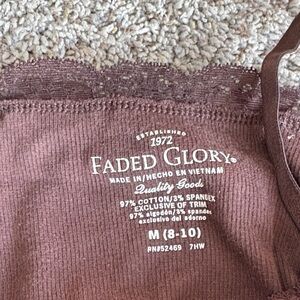 ESTABLISHED
1972
FADED GLORY®
MADE IN/HECHO EN VIETNAM
Quality Goods
97% COTTON/3% SPANDEX
EXCLUSIVE OF TRIM
97% algodón/3% spandex
exclusivo del adorno
M (8-10)
RN#52469 7HW